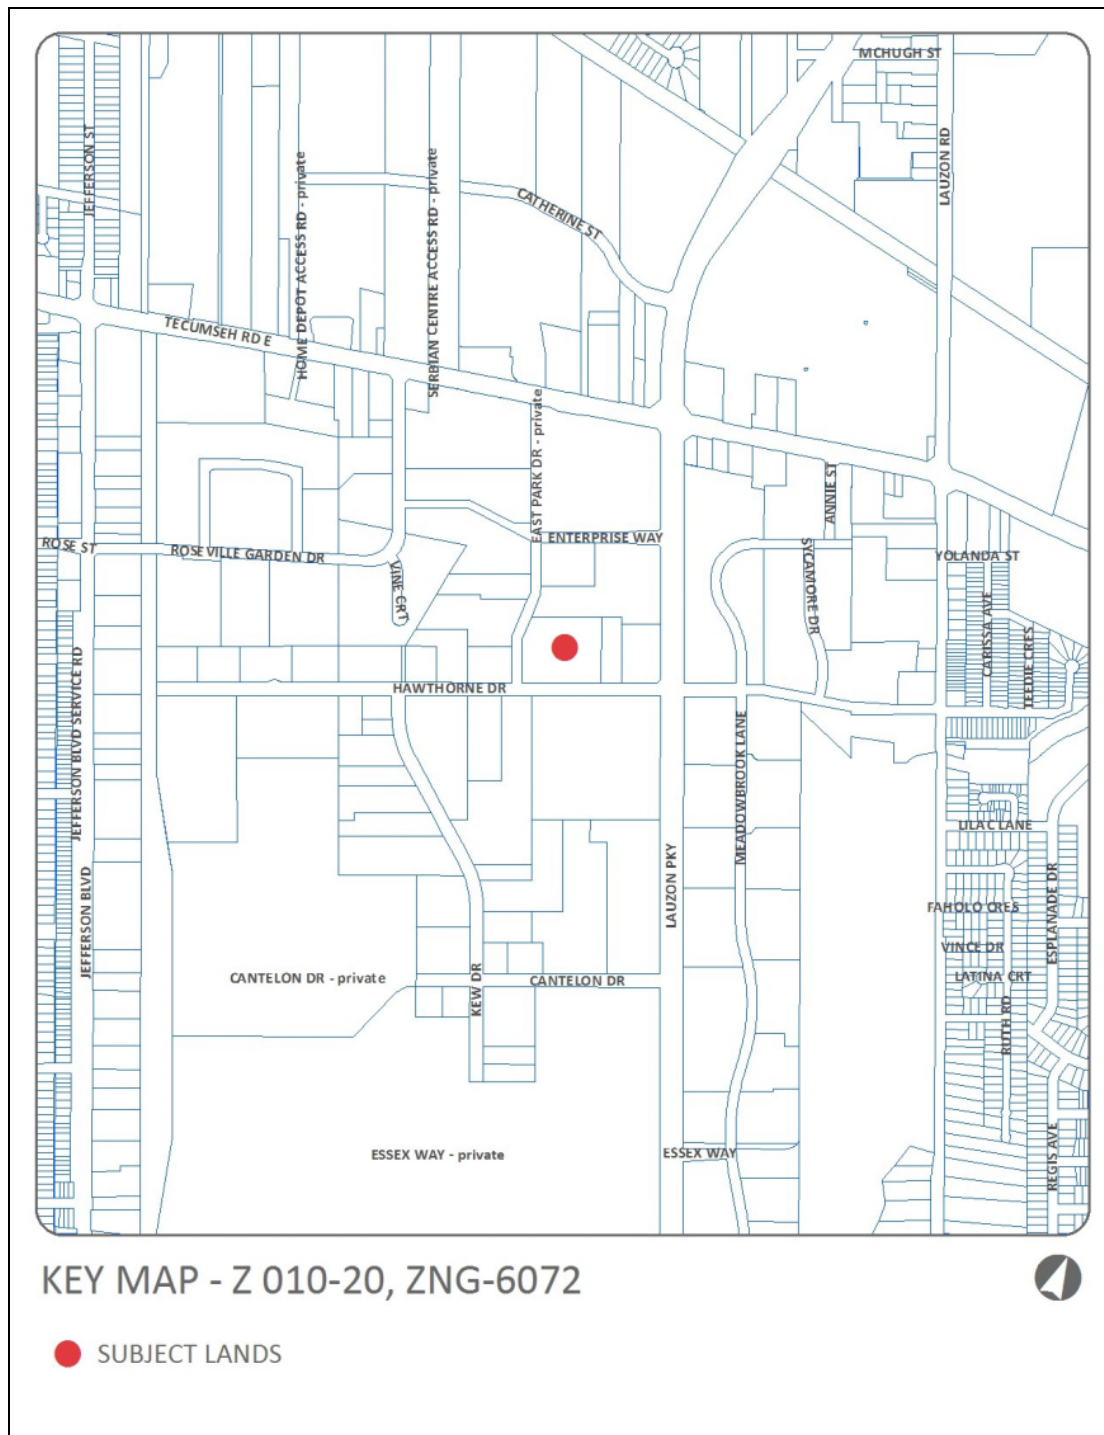 MCHUGH ST
JEFFERSON ST
LAUZON RD
HOME DEPOT ACCESS RD - private
SERBIAN CENTRE ACCESS RD - private
CATHERINE ST
TECUMSEH RD E
EAST PARK DR - private
ANNIE ST
ROSE ST
ROSEVILLE GARDEN DR
ENTERPRISE WAY
YOLANDA ST
VINE CRT
SYCAMORE DR
CARISSA AVE
TEEDIE CRES
JEFFERSON BLVD SERVICE RD
HAWTHORNE DR
MEADOWBROOK LANE
LILAC LANE
LAUZON PKY
JEFFERSON BLVD
FAHOLO CRES
ESPLANADE DR
VINCE DR
CANTELON DR - private
KEW DR
CANTELON DR
LATINA CRT
RUTH RD
ESSEX WAY - private
ESSEX WAY
REGIS AVE
KEY MAP - Z 010-20, ZNG-6072
SUBJECT LANDS